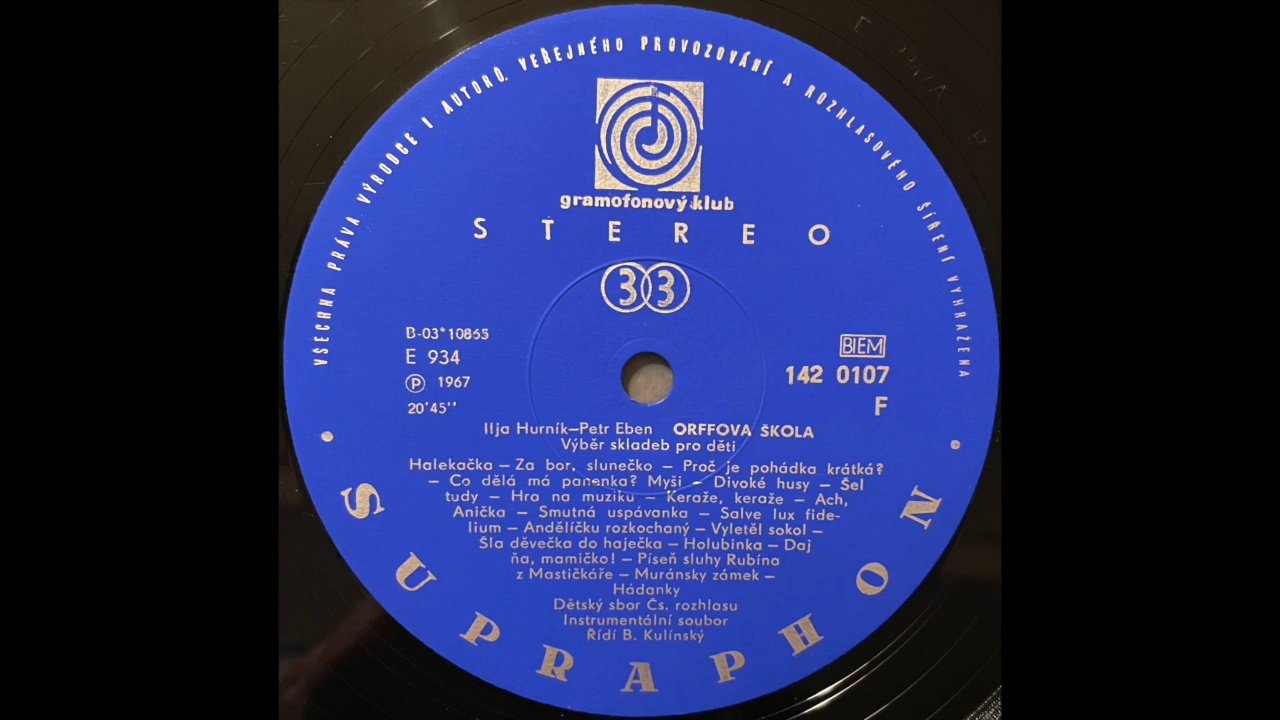 VŠECHNA PRÁVA VÝRODCE I AUTORŮ. VEŘEJNÉHO PROVOZOVÁNÍ A ROZHLASOVÉHO ŠÍŘENÍ VYHRAŽENA
gramofonový klub
STEREO
33
B-03*10865
E 934
Ⓟ 1967
20'45''
BIEM
142 0107
F
Ilja Hurník–Petr Eben ORFFOVA ŠKOLA
Výběr skladeb pro děti
Halekačka – Za bor, slunečko – Proč je pohádka krátká?
– Co dělá má panenka? Myši – Divoké husy – Šel
tudy – Hra na muziku – Keraže, keraže – Ach,
Anička – Smutná uspávanka – Salve lux fide-
lium – Andělíčku rozkochaný – Vyletěl sokol –
Šla děvečka do haječka – Holubinka – Daj
ňa, mamičko! – Píseň sluhy Rubína
z Mastičkáře – Muránsky zámek –
Hádanky
Dětský sbor Čs. rozhlasu
Instrumentální soubor
Řídí B. Kulínský
SUPRAPHON